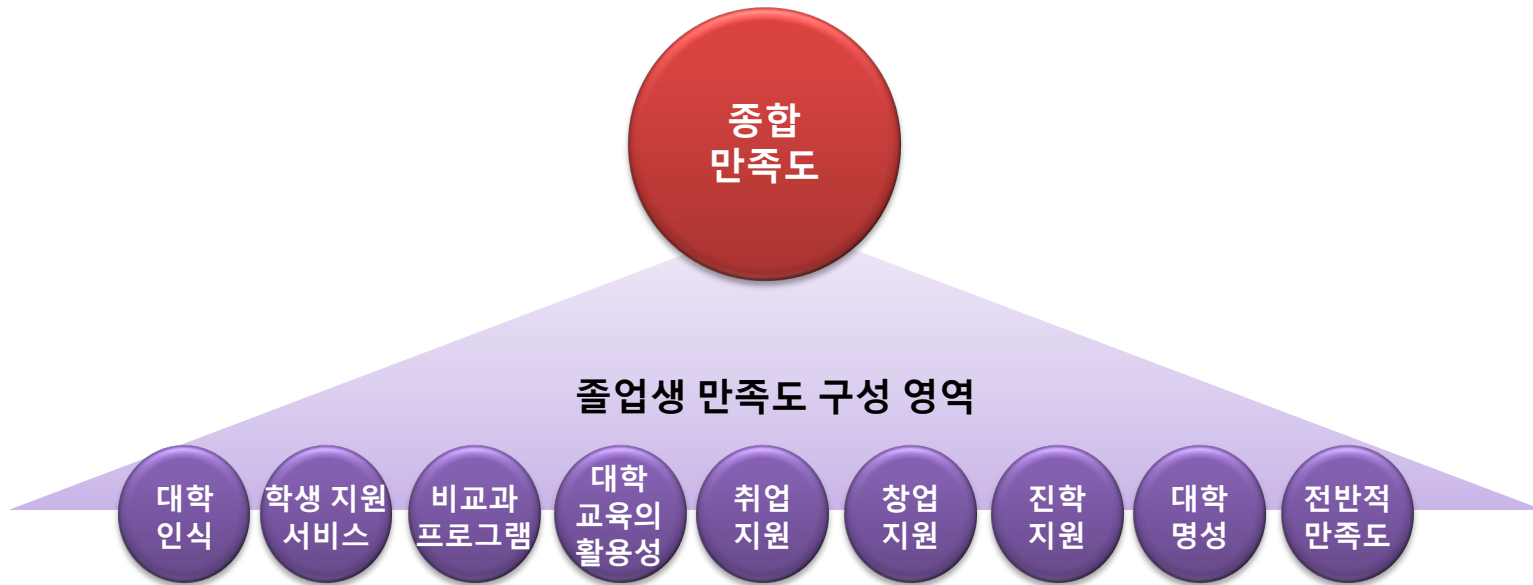 종합
만족도
졸업생 만족도 구성 영역
대학
인식
학생 지원
서비스
비교과
프로그램
대학
교육의
활용성
취업
지원
창업
지원
진학
지원
대학
명성
전반적
만족도